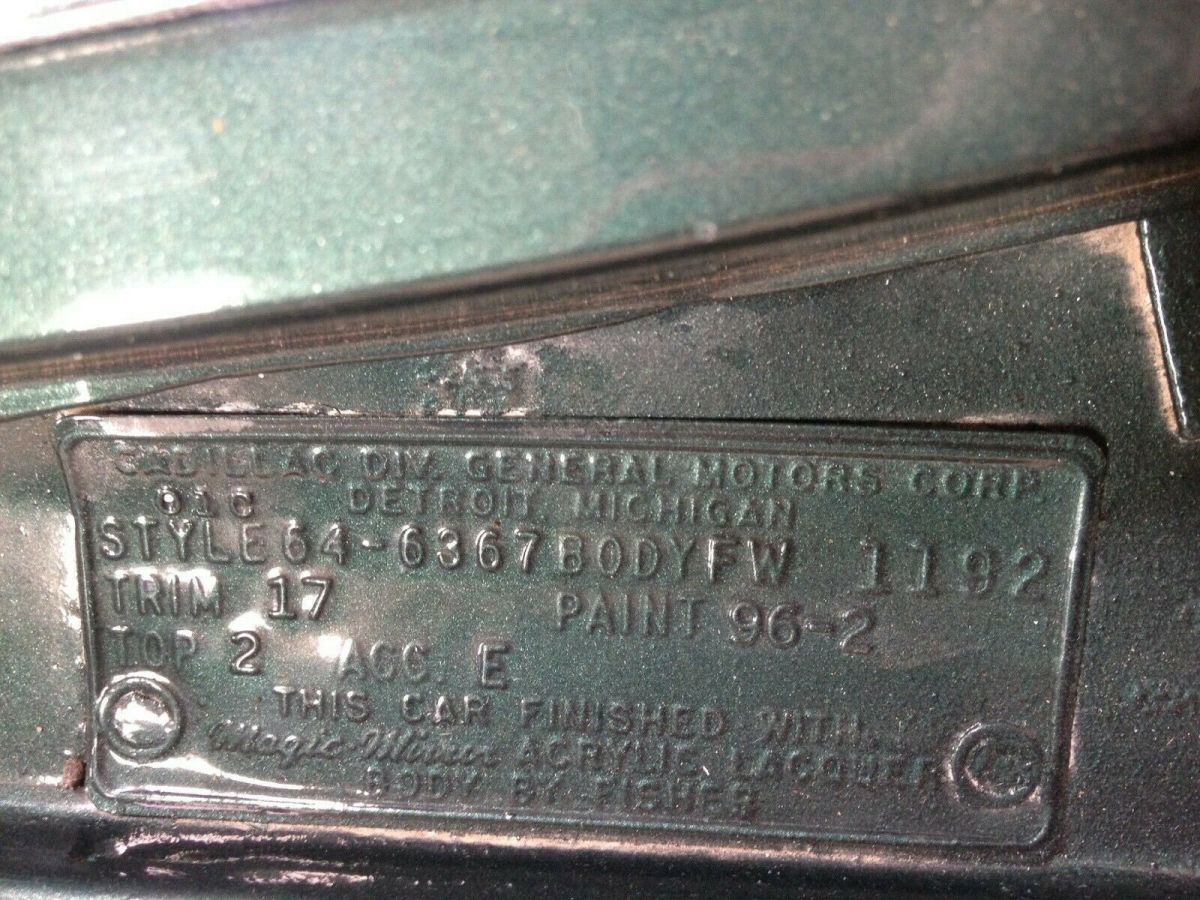 CADILLAC DIV. GENERAL MOTORS CORP.
01C DETROIT, MICHIGAN
STYLE 64-6367 BODY FW 1192
TRIM 17 PAINT 96-2
TOP 2 ACC. E
THIS CAR FINISHED WITH
Magic-Mirror ACRYLIC LACQUER
BODY BY FISHER